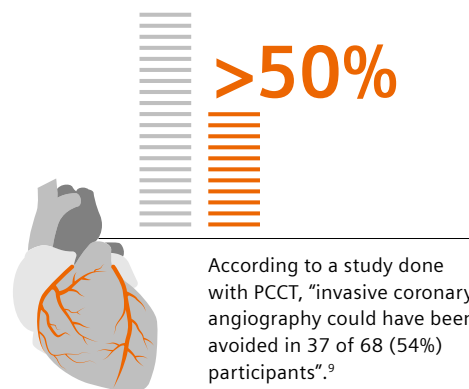 >50%
According to a study done
with PCCT, “invasive coronary
angiography could have been
avoided in 37 of 68 (54%)
participants”.⁹